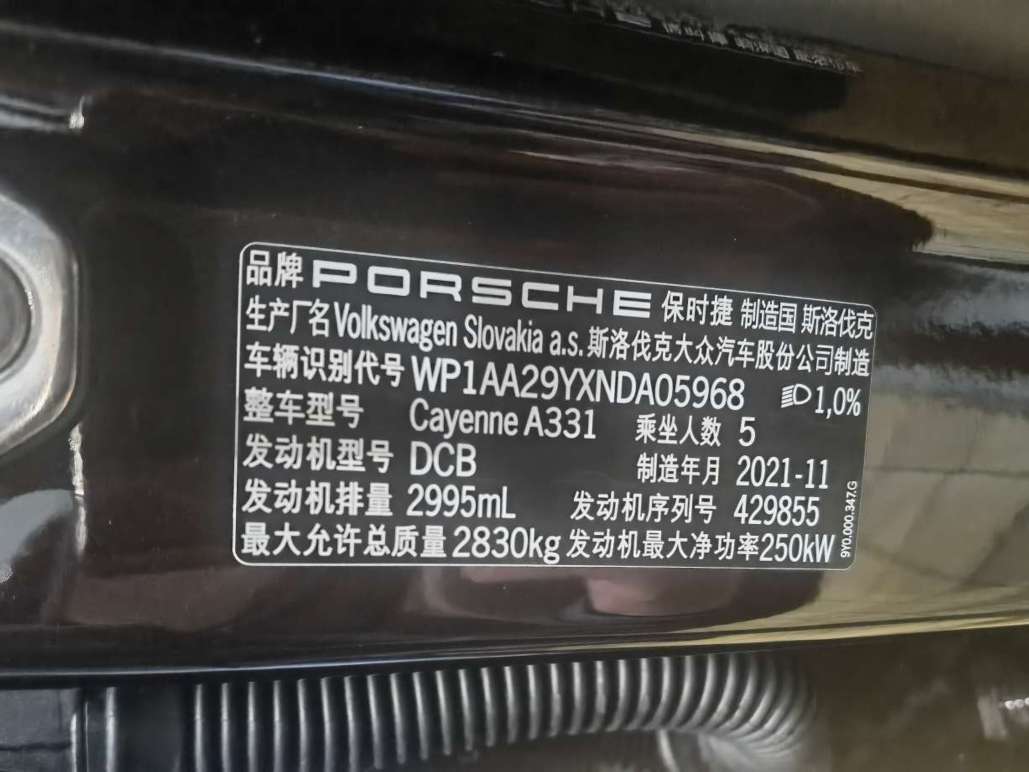 品牌 PORSCHE 保时捷 制造国 斯洛伐克
生产厂名 Volkswagen Slovakia a.s. 斯洛伐克大众汽车股份公司制造
车辆识别代号 WP1AA29YXNDA05968 1,0%
整车型号 Cayenne A331 乘坐人数 5
发动机型号 DCB 制造年月 2021-11
发动机排量 2995mL 发动机序列号 429855
最大允许总质量 2830kg 发动机最大净功率 250kW
9Y0.000.347.G